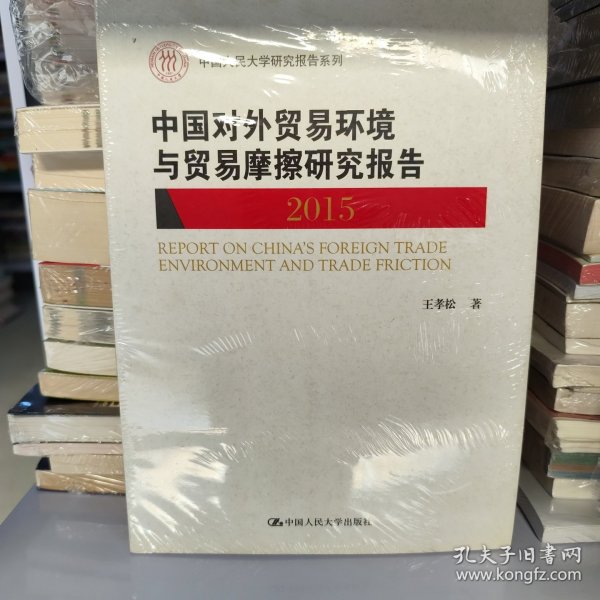 中国人民大学研究报告系列
中国对外贸易环境
与贸易摩擦研究报告
2015
REPORT ON CHINA'S FOREIGN TRADE
ENVIRONMENT AND TRADE FRICTION
王孝松 著
中国人民大学出版社
孔夫子旧书网
www.kongfz.com